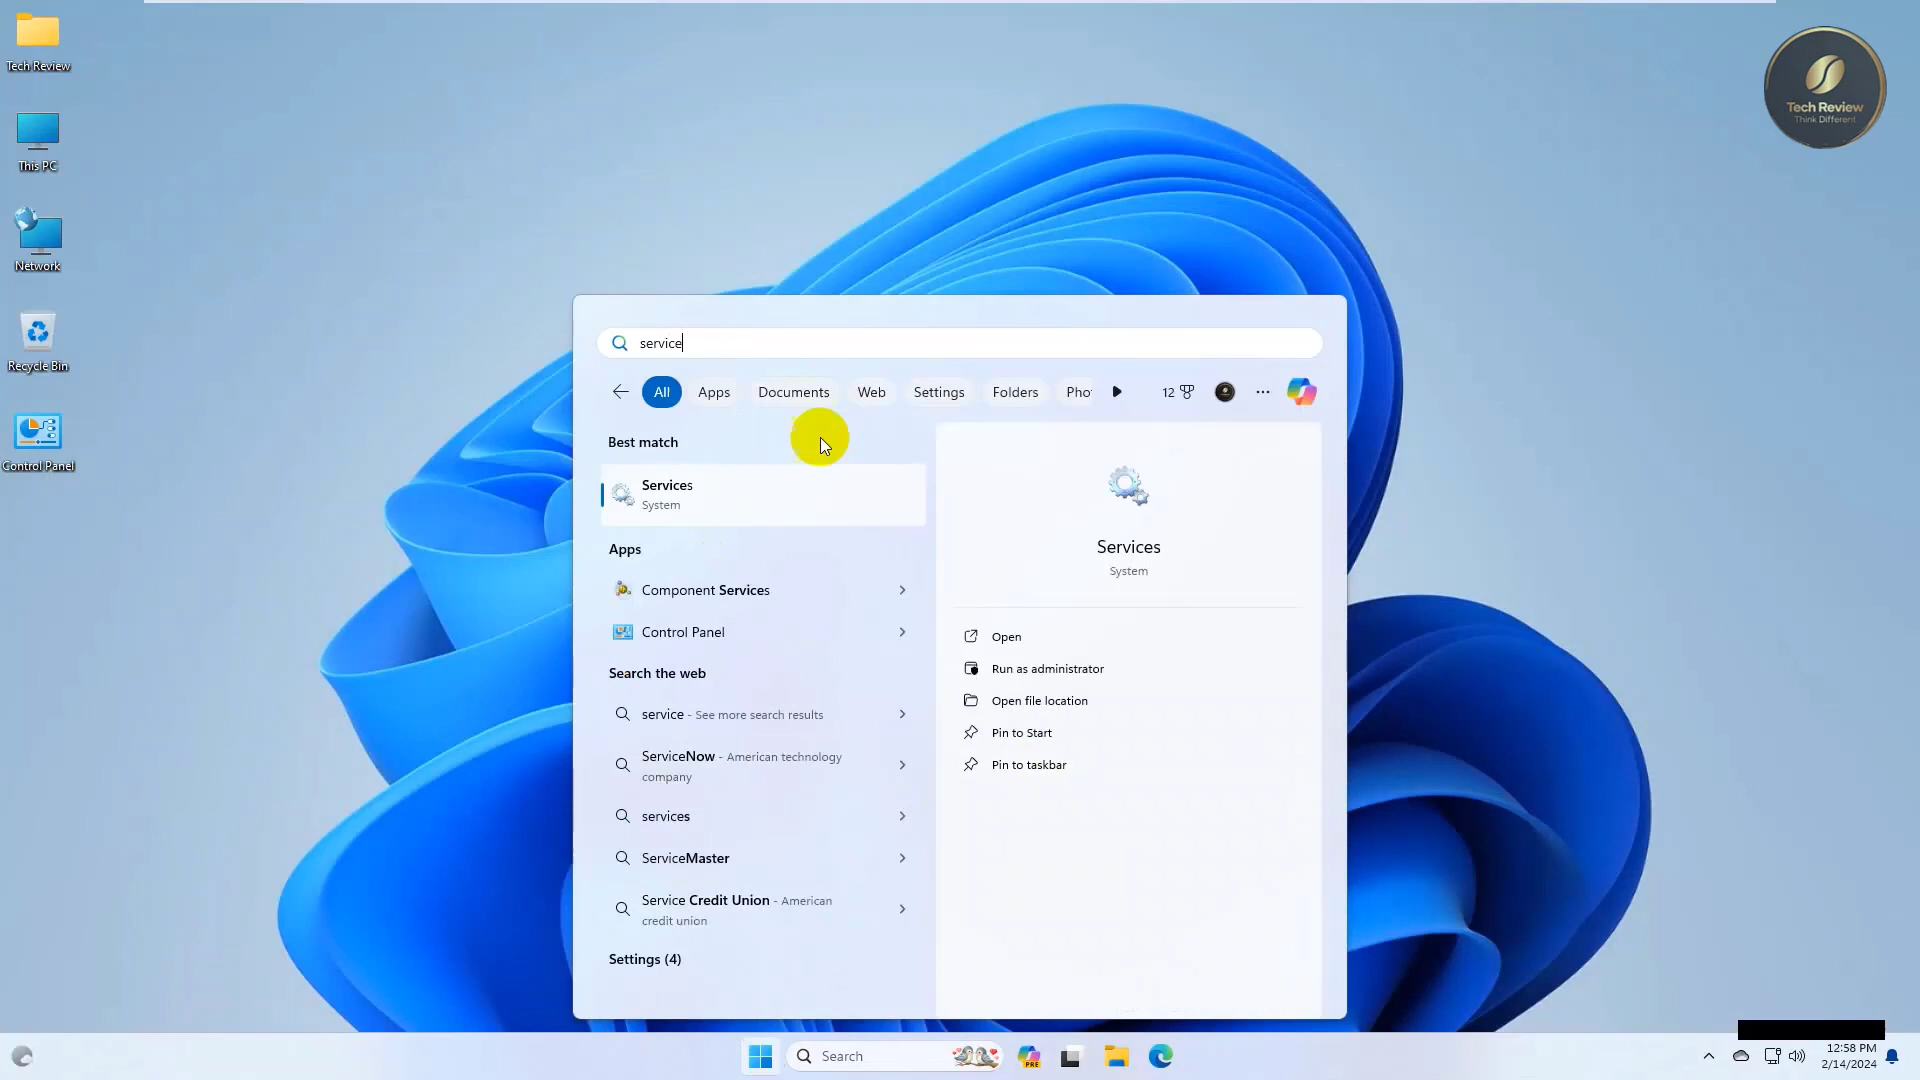 Tech Review
This PC
Network
Recycle Bin
Control Panel
Tech Review
Think Different
service
All
Apps
Documents
Web
Settings
Folders
Pho
12
Best match
Services
System
Apps
Component Services
Control Panel
Search the web
service - See more search results
ServiceNow - American technology
company
services
ServiceMaster
Service Credit Union - American
credit union
Settings (4)
Services
System
Open
Run as administrator
Open file location
Pin to Start
Pin to taskbar
Search
PRE
12:58 PM
2/14/2024